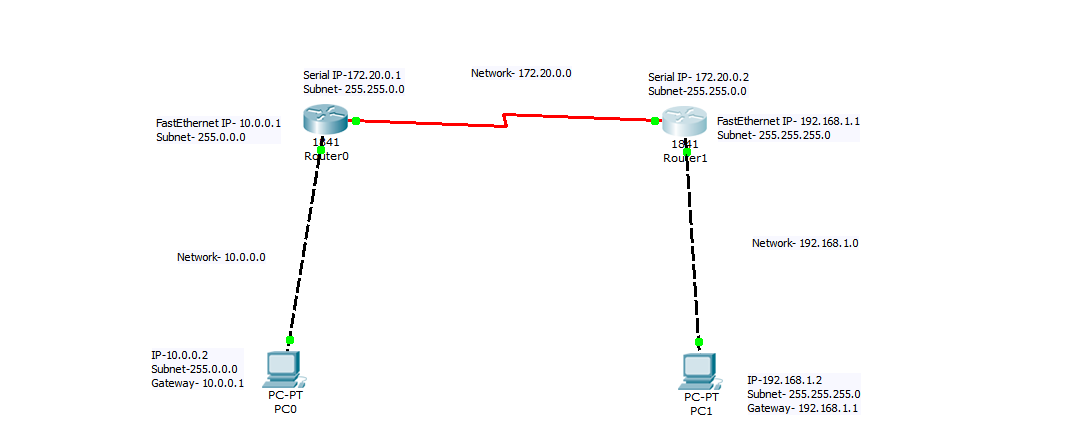 Serial IP-172.20.0.1
Subnet- 255.255.0.0
Network- 172.20.0.0
Serial IP- 172.20.0.2
Subnet-255.255.0.0
FastEthernet IP- 10.0.0.1
Subnet- 255.0.0.0
1841
Router0
1841
Router1
FastEthernet IP- 192.168.1.1
Subnet- 255.255.255.0
Network- 10.0.0.0
Network- 192.168.1.0
IP-10.0.0.2
Subnet-255.0.0.0
Gateway- 10.0.0.1
PC-PT
PC0
PC-PT
PC1
IP-192.168.1.2
Subnet- 255.255.255.0
Gateway- 192.168.1.1